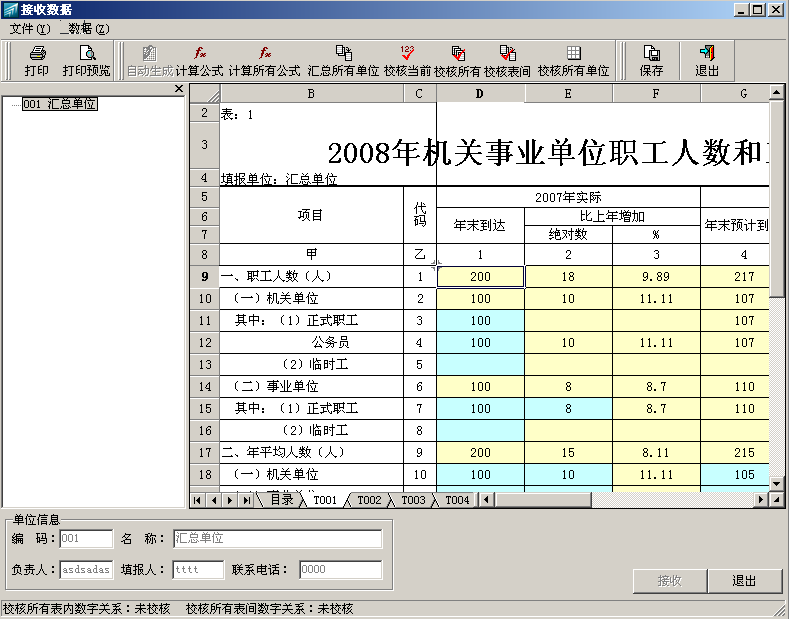 接收数据
文件(Y) 数据(Z)
打印 打印预览 自动生成 计算公式 计算所有公式 汇总所有单位 校核当前 校核所有 校核表间 校核所有单位 保存 退出
001 汇总单位
B C D E F G
2 表: 1
3 2008年机关事业单位职工人数和
4 填报单位: 汇总单位
5 项目 代码 2007年实际
6 年末到达 比上年增加 年末预计到
7 绝对数 %
8 甲 乙 1 2 3 4
9 一、职工人数（人） 1 200 18 9.89 217
10 （一）机关单位 2 100 10 11.11 107
11 其中:（1）正式职工 3 100 107
12 公务员 4 100 10 11.11 107
13 （2）临时工 5
14 （二）事业单位 6 100 8 8.7 110
15 其中:（1）正式职工 7 100 8 8.7 110
16 （2）临时工 8
17 二、年平均人数（人） 9 200 15 8.11 215
18 （一）机关单位 10 100 10 11.11 105
目录 T001 T002 T003 T004
单位信息
编 码: 001 名 称: 汇总单位
负责人: asdsadas 填报人: tttt 联系电话: 0000
接收 退出
校核所有表内数字关系: 未校核 校核所有表间数字关系: 未校核